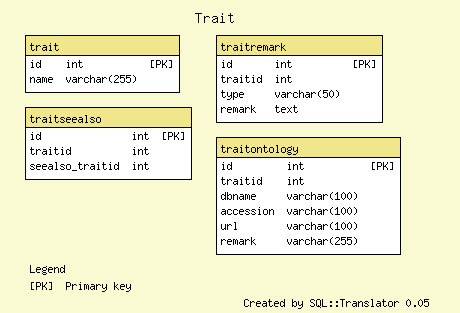 Trait
trait
id int [PK]
name varchar(255)
traitremark
id int [PK]
traitid int
type varchar(50)
remark text
traitseealso
id int [PK]
traitid int
seealso_traitid int
traitontology
id int [PK]
traitid int
dbname varchar(100)
accession varchar(100)
url varchar(100)
remark varchar(255)
Legend
[PK] Primary key
Created by SQL::Translator 0.05